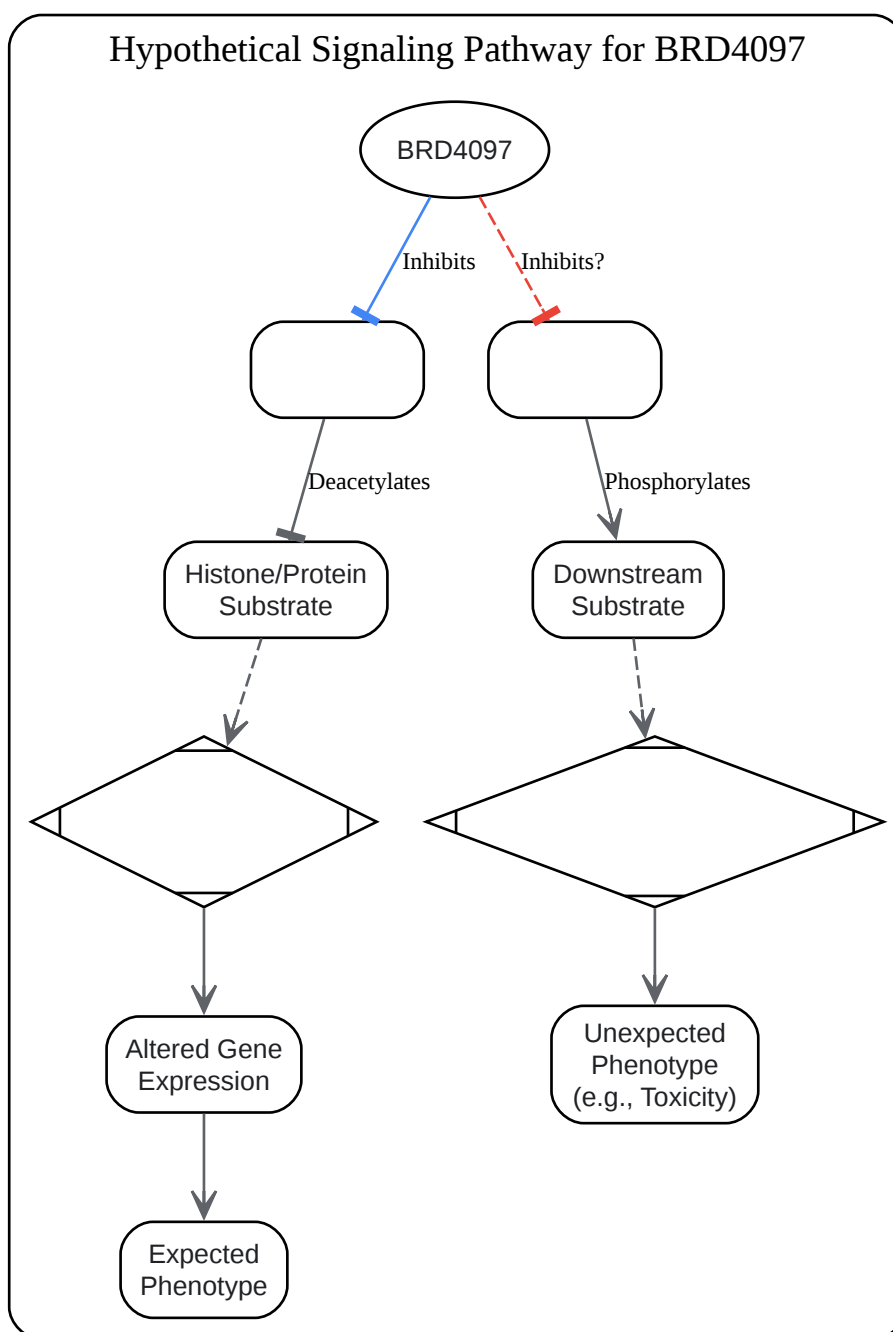 Hypothetical Signaling Pathway for BRD4097
BRD4097
Inhibits
Inhibits?
Deacetylates
Phosphorylates
Histone/Protein
Substrate
Downstream
Substrate
Altered Gene
Expression
Unexpected
Phenotype
(e.g., Toxicity)
Expected
Phenotype